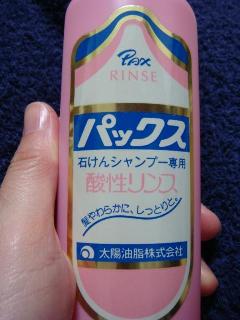 PAX
RINSE
パックス
石けんシャンプー専用
酸性リンス
髪やわらかに、しっとりと。
太陽油脂株式会社